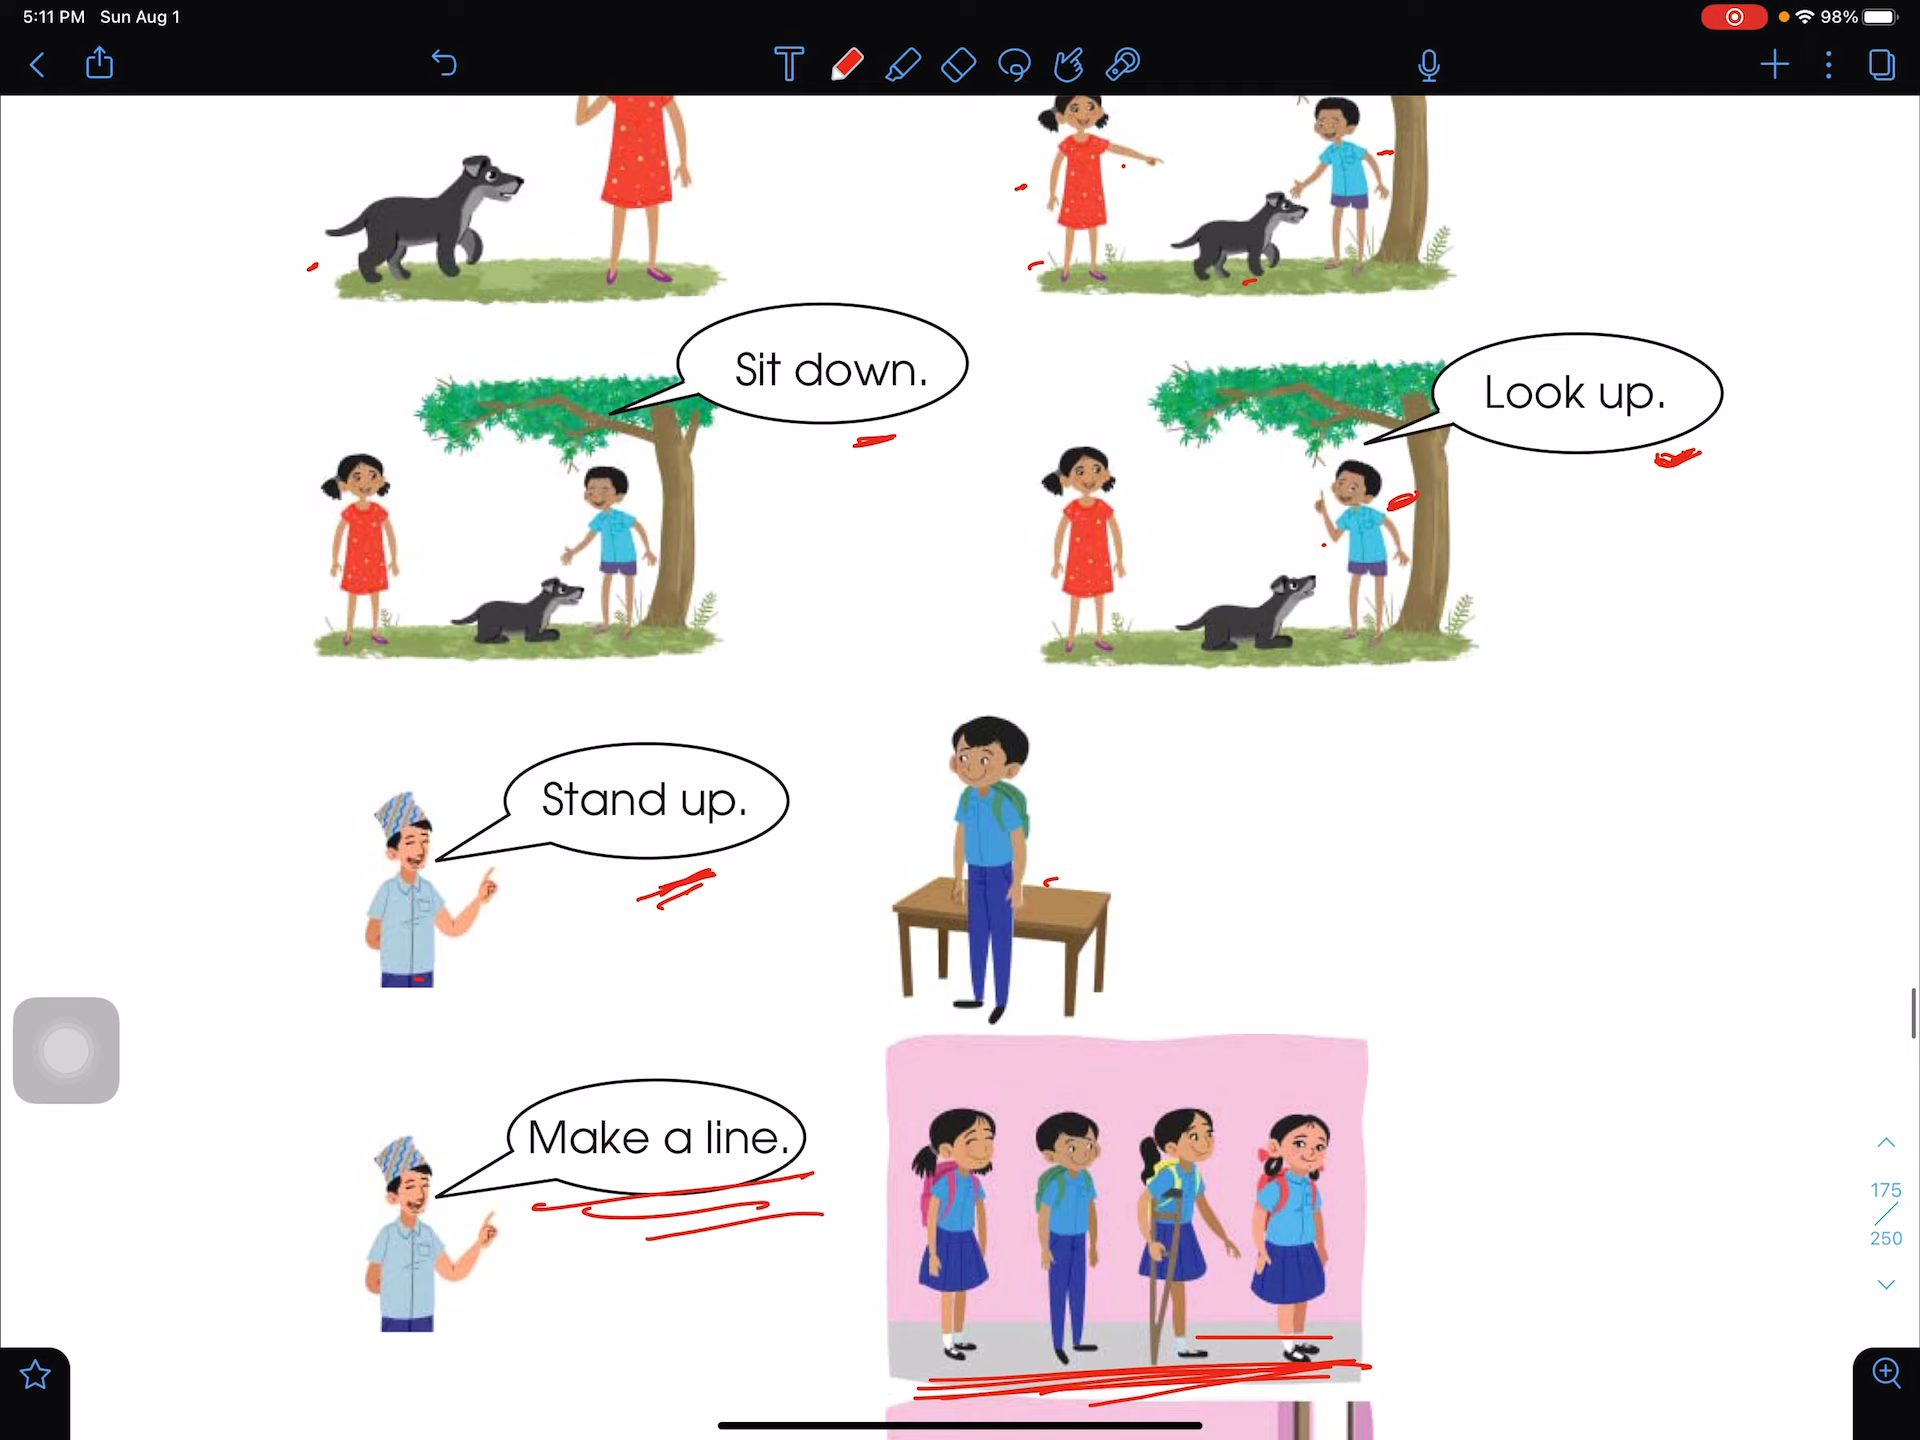 5:11 PM Sun Aug 1
98%
T
Sit down.
Look up.
Stand up.
Make a line.
175
250